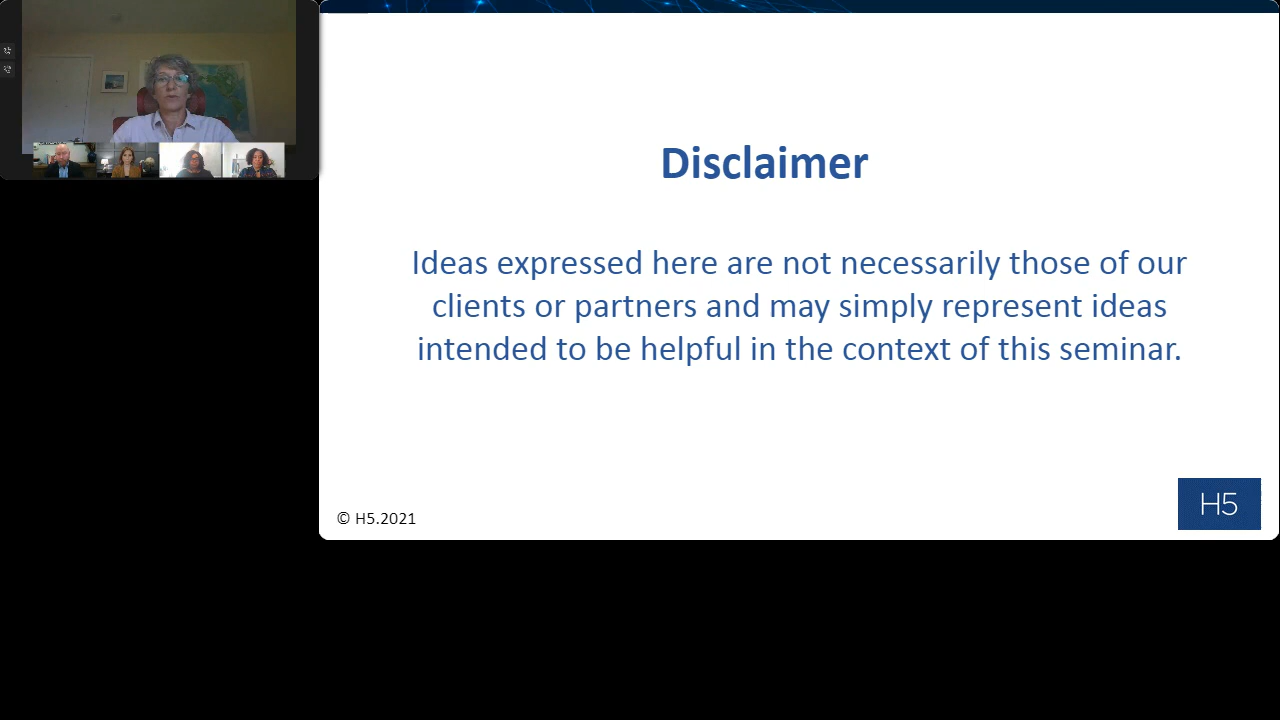 Disclaimer
Ideas expressed here are not necessarily those of our
clients or partners and may simply represent ideas
intended to be helpful in the context of this seminar.
© H5.2021
H5